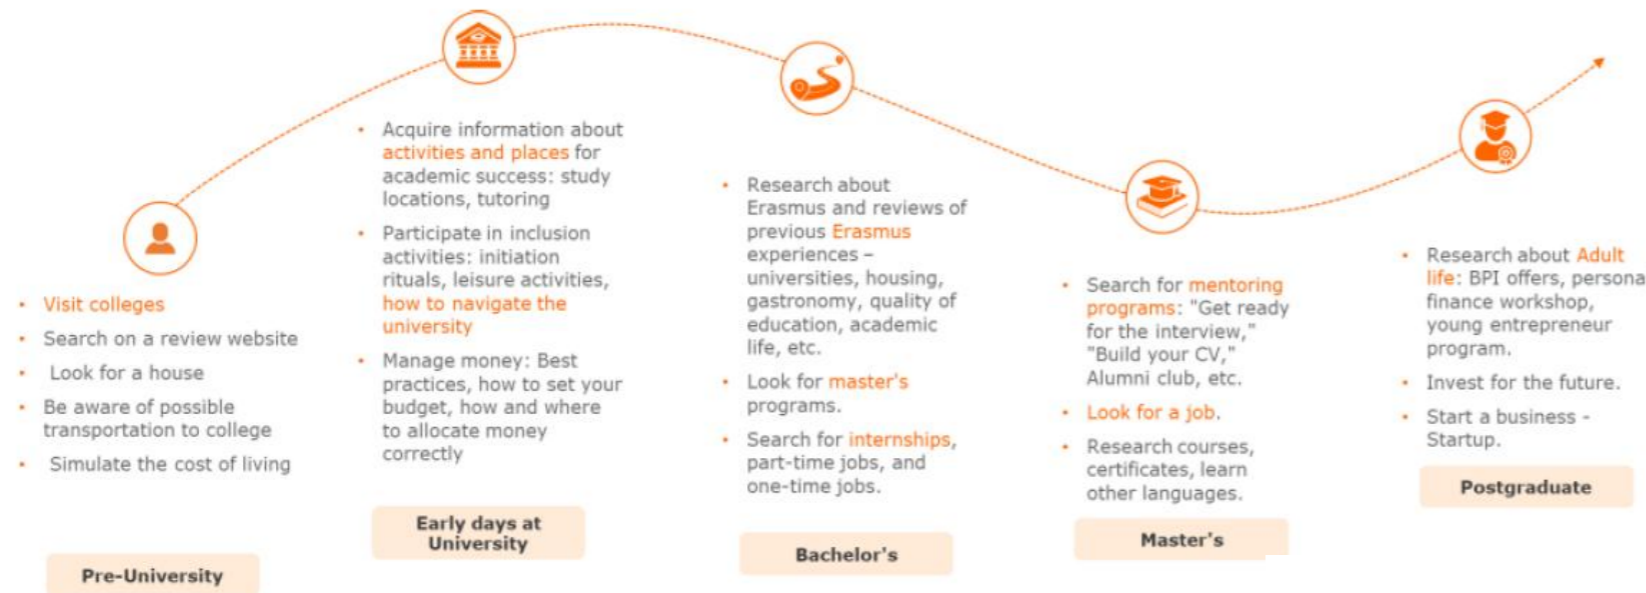 Visit colleges
Search on a review website
Look for a house
Be aware of possible
transportation to college
Simulate the cost of living
Pre-University
Acquire information about
activities and places for
academic success: study
locations, tutoring
Participate in inclusion
activities: initiation
rituals, leisure activities,
how to navigate the
university
Manage money: Best
practices, how to set your
budget, how and where
to allocate money
correctly
Early days at
University
Research about
Erasmus and reviews of
previous Erasmus
experiences –
universities, housing,
gastronomy, quality of
education, academic
life, etc.
Look for master's
programs.
Search for internships,
part-time jobs, and
one-time jobs.
Bachelor's
Search for mentoring
programs: "Get ready
for the interview,"
"Build your CV,"
Alumni club, etc.
Look for a job.
Research courses,
certificates, learn
other languages.
Master's
Research about Adult
life: BPI offers, persona
finance workshop,
young entrepreneur
program.
Invest for the future.
Start a business -
Startup.
Postgraduate